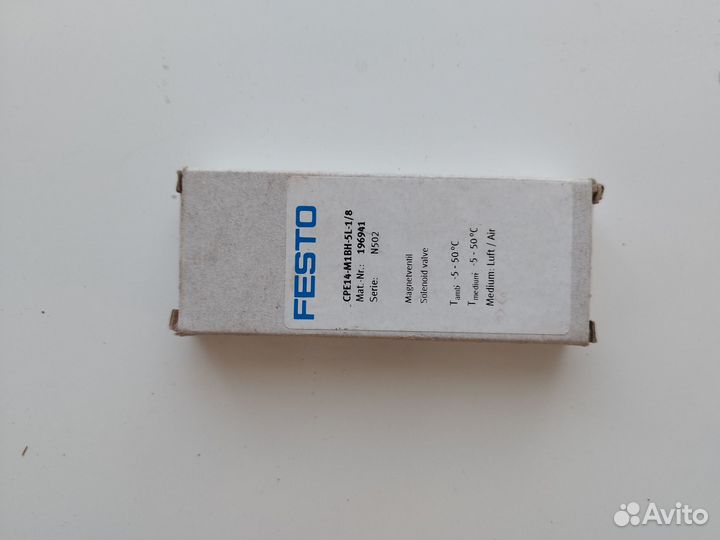 FESTO
CPE14-M1BH-5L-1/8
Mat.-Nr.: 196941
Serie: N502
Magnetventil
Solenoid valve
Tamb -5 - 50 °C
Tmedium -5 - 50 °C
Medium: Luft / Air
Avito